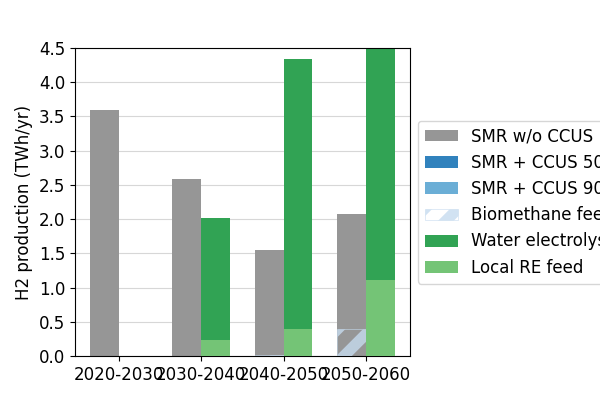 4.5
4.0
3.5
3.0
2.5
2.0
1.5
1.0
0.5
0.0
H2 production (TWh/yr)
2020-2030 2030-2040 2040-2050 2050-2060
SMR w/o CCUS
SMR + CCUS 50
SMR + CCUS 90
Biomethane fee
Water electrolys
Local RE feed